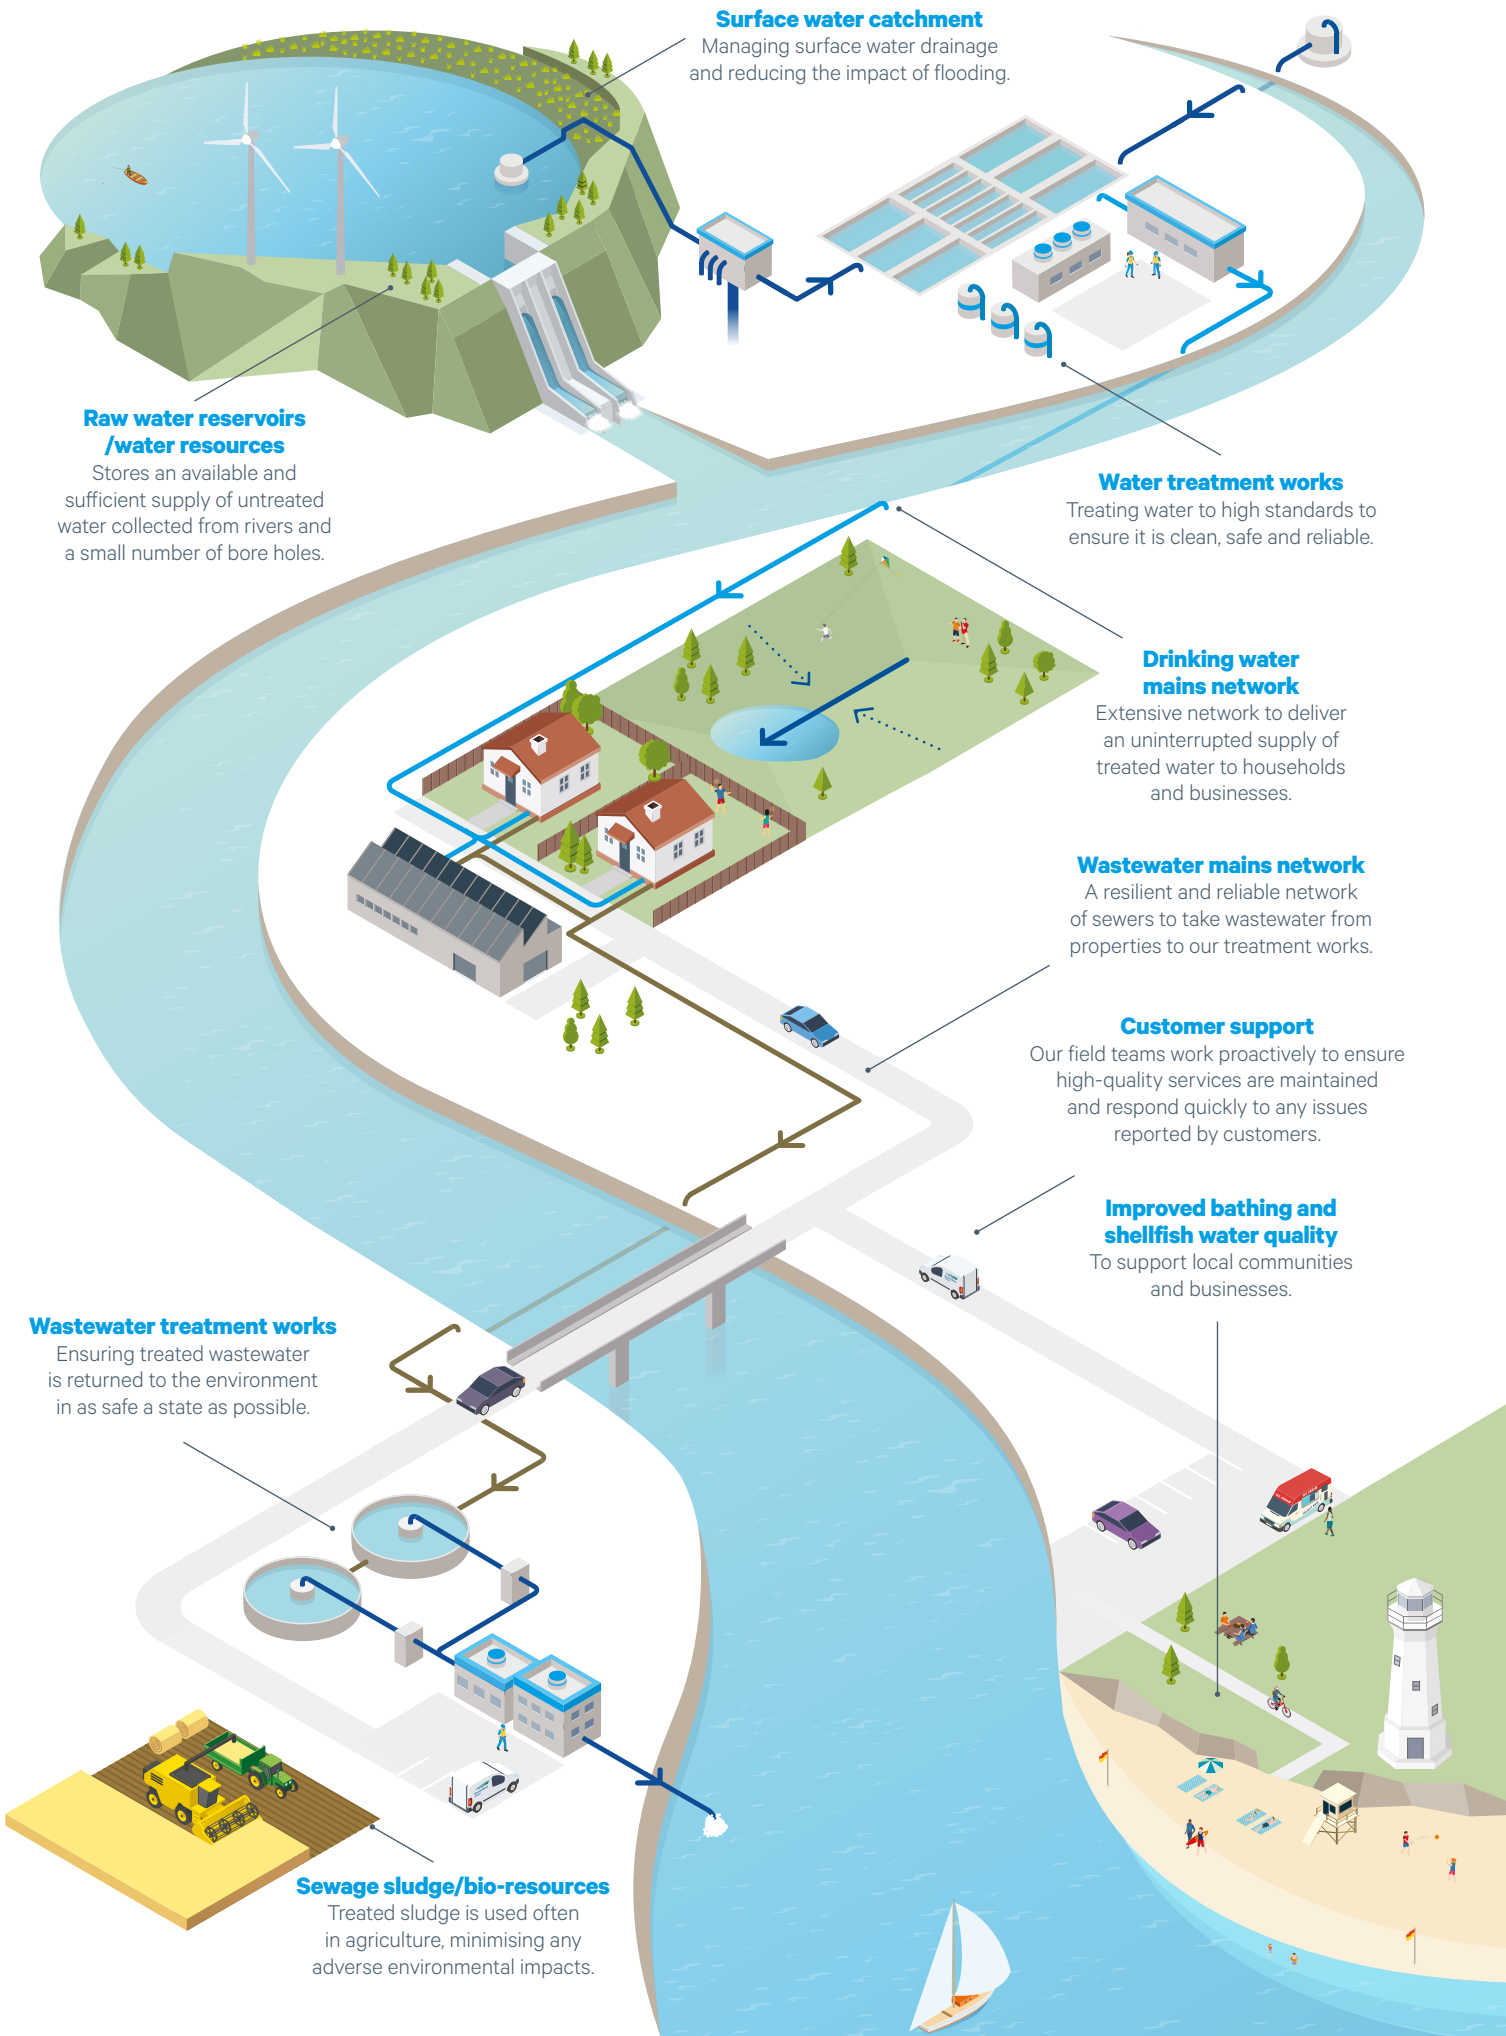 Surface water catchment
Managing surface water drainage
and reducing the impact of flooding.
Raw water reservoirs
/water resources
Stores an available and
sufficient supply of untreated
water collected from rivers and
a small number of bore holes.
Water treatment works
Treating water to high standards to
ensure it is clean, safe and reliable.
Drinking water
mains network
Extensive network to deliver
an uninterrupted supply of
treated water to households
and businesses.
Wastewater mains network
A resilient and reliable network
of sewers to take wastewater from
properties to our treatment works.
Customer support
Our field teams work proactively to ensure
high-quality services are maintained
and respond quickly to any issues
reported by customers.
Improved bathing and
shellfish water quality
To support local communities
and businesses.
Wastewater treatment works
Ensuring treated wastewater
is returned to the environment
in as safe a state as possible.
Sewage sludge/bio-resources
Treated sludge is used often
in agriculture, minimising any
adverse environmental impacts.